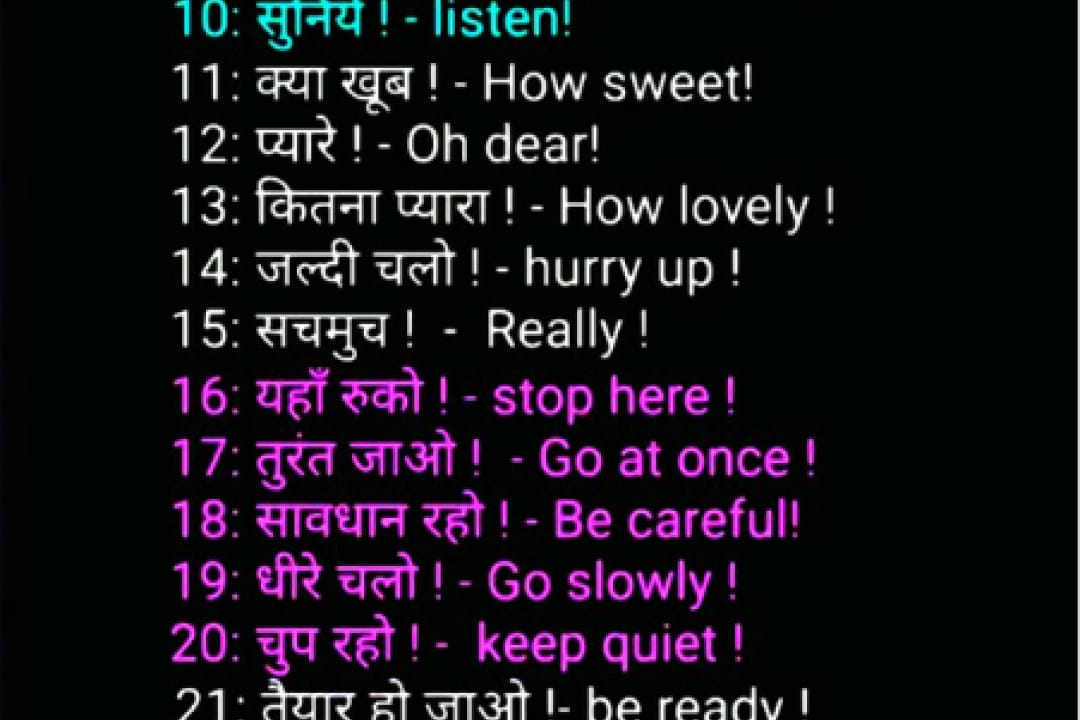 10: सुनिये ! - listen!
11: क्या खूब ! - How sweet!
12: प्यारे ! - Oh dear!
13: कितना प्यारा ! - How lovely !
14: जल्दी चलो ! - hurry up !
15: सचमुच ! - Really !
16: यहाँ रुको ! - stop here !
17: तुरंत जाओ ! - Go at once !
18: सावधान रहो ! - Be careful!
19: धीरे चलो ! - Go slowly !
20: चुप रहो ! - keep quiet !
21: तैयार हो जाओ !- be ready !